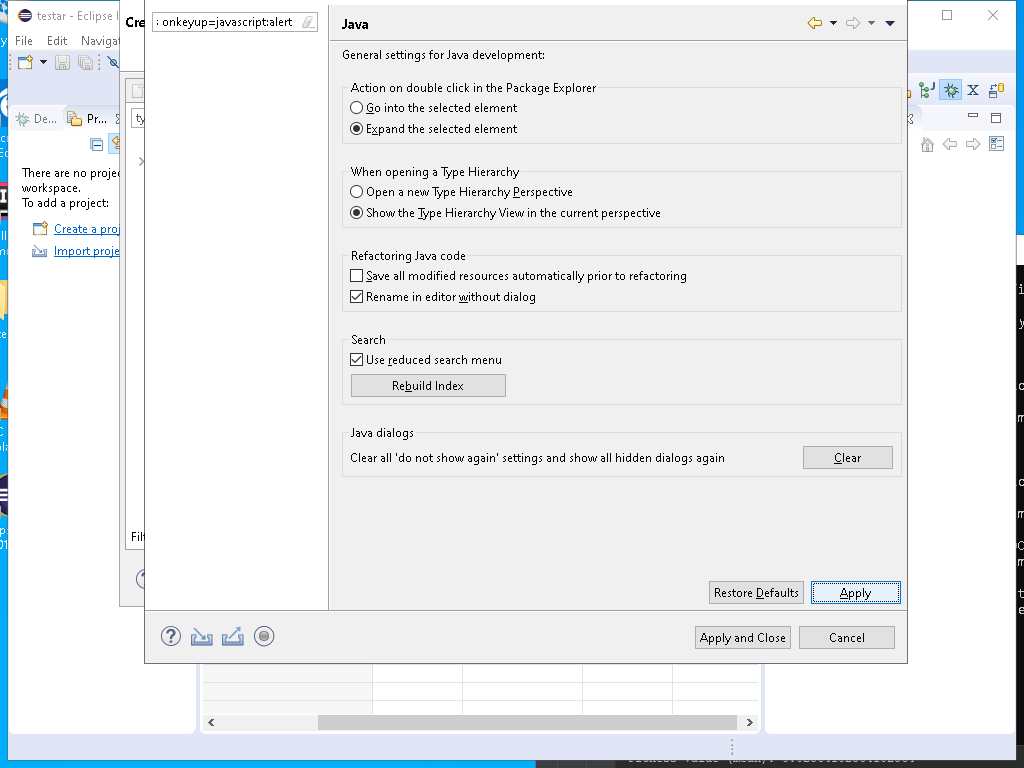 testar - Eclipse I
File Edit Navigat
De...
Pr...
There are no projec
workspace.
To add a project:
Create a proj
Import proje
Cre
ty
Filt
; onkeyup=javascript:alert
Java
General settings for Java development:
Action on double click in the Package Explorer
Go into the selected element
Expand the selected element
When opening a Type Hierarchy
Open a new Type Hierarchy Perspective
Show the Type Hierarchy View in the current perspective
Refactoring Java code
Save all modified resources automatically prior to refactoring
Rename in editor without dialog
Search
Use reduced search menu
Rebuild Index
Java dialogs
Clear all 'do not show again' settings and show all hidden dialogs again
Clear
Restore Defaults
Apply
Apply and Close
Cancel